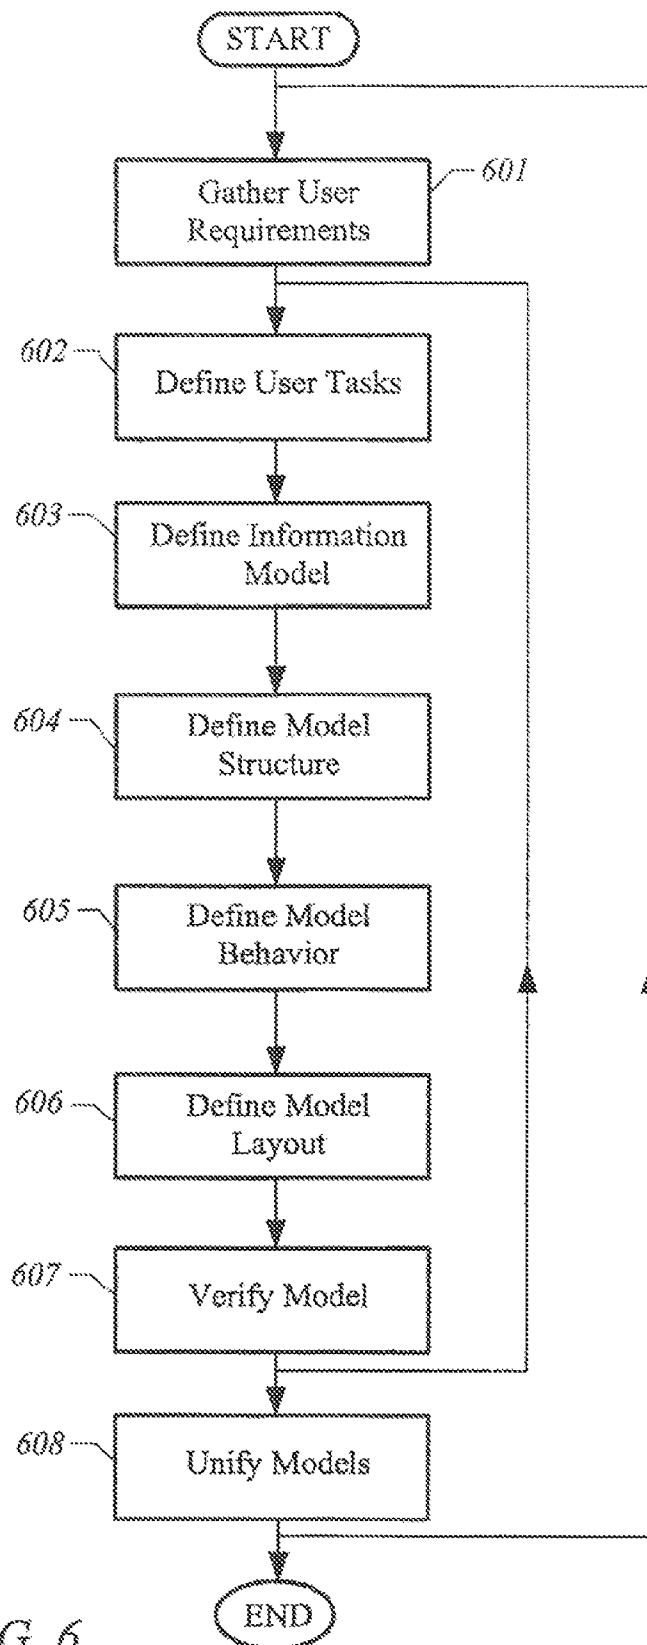 START
601
Gather User
Requirements
602
Define User Tasks
603
Define Information
Model
604
Define Model
Structure
605
Define Model
Behavior
606
Define Model
Layout
607
Verify Model
608
Unify Models
END
G. 6